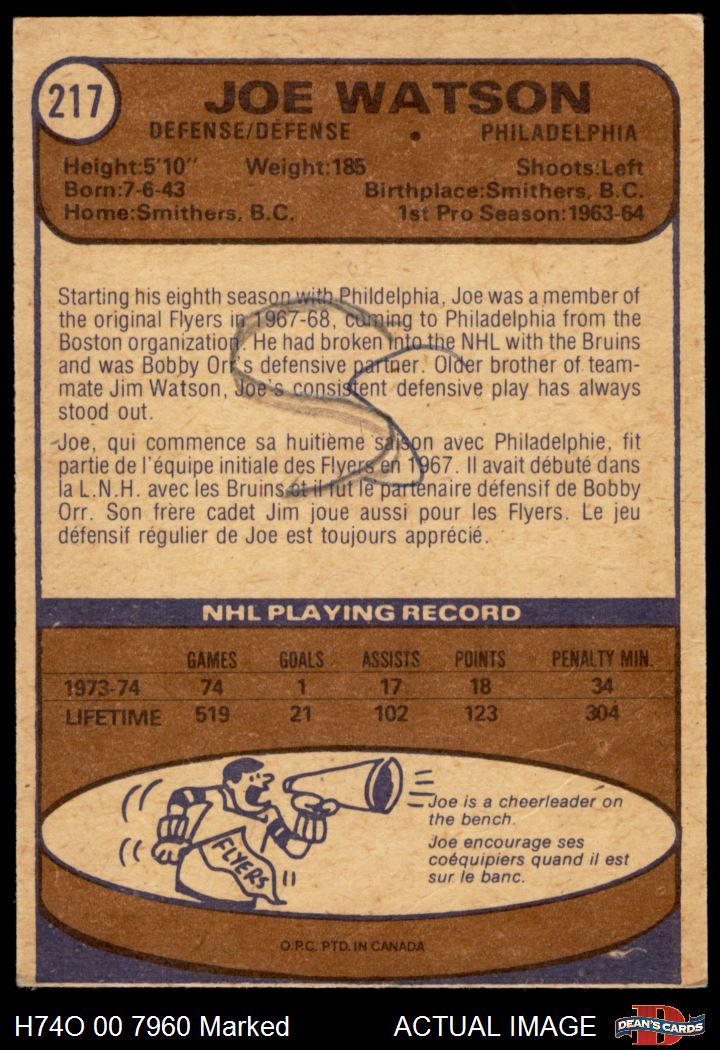 217
JOE WATSON
DEFENSE/DÉFENSE • PHILADELPHIA
Height:5'10" Weight:185 Shoots:Left
Born:7-6-43 Birthplace:Smithers, B.C.
Home:Smithers, B.C. 1st Pro Season:1963-64
Starting his eighth season with Phildelphia, Joe was a member of
the original Flyers in 1967-68, coming to Philadelphia from the
Boston organization. He had broken into the NHL with the Bruins
and was Bobby Orr's defensive partner. Older brother of team-
mate Jim Watson, Joe's consistent defensive play has always
stood out.
Joe, qui commence sa huitième saison avec Philadelphie, fit
partie de l'équipe initiale des Flyers en 1967. Il avait débuté dans
la L.N.H. avec les Bruins et il fut le partenaire défensif de Bobby
Orr. Son frère cadet Jim joue aussi pour les Flyers. Le jeu
défensif régulier de Joe est toujours apprécié.
NHL PLAYING RECORD
GAMES GOALS ASSISTS POINTS PENALTY MIN.
1973-74 74 1 17 18 34
LIFETIME 519 21 102 123 304
FLYERS
Joe is a cheerleader on
the bench.
Joe encourage ses
coéquipiers quand il est
sur le banc.
O.P.C. PTD. IN CANADA
H74O 00 7960 Marked ACTUAL IMAGE DEAN'S CARDS